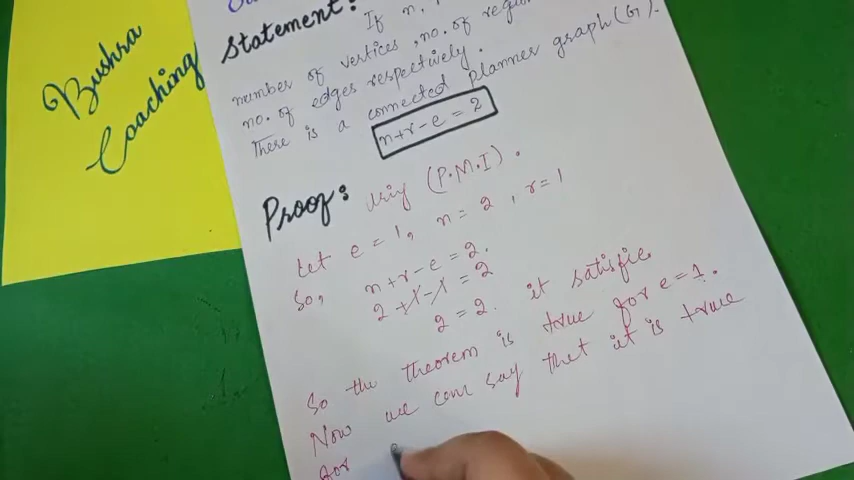 Bushra
Coaching
Statement:
If n,
number of vertices, no. of
no. of edges respectively.
There is a connected planner graph (G).
n+r-e=2
Proof: using (P.M.I).
Let e=1, n=2, r=1
So, n+r-e=2.
2+1-1=2
2=2. it satisfie
So the theorem is true for e=1.
Now we can say that it is true
for